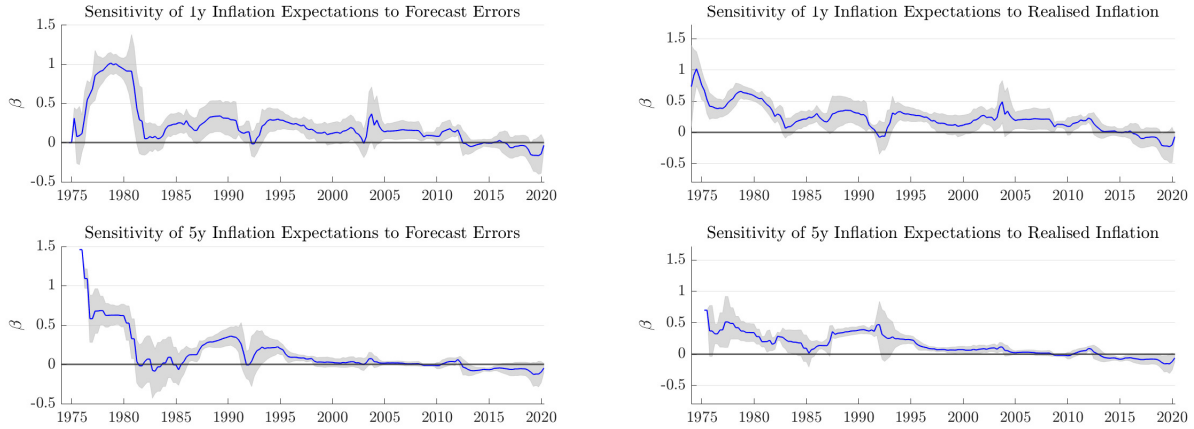 Sensitivity of 1y Inflation Expectations to Forecast Errors
1.5
1
0.5
0
-0.5
β
1975 1980 1985 1990 1995 2000 2005 2010 2015 2020
Sensitivity of 1y Inflation Expectations to Realised Inflation
1.5
1
0.5
0
-0.5
β
1975 1980 1985 1990 1995 2000 2005 2010 2015 2020
Sensitivity of 5y Inflation Expectations to Forecast Errors
1.5
1
0.5
0
-0.5
β
1975 1980 1985 1990 1995 2000 2005 2010 2015 2020
Sensitivity of 5y Inflation Expectations to Realised Inflation
1.5
1
0.5
0
-0.5
β
1975 1980 1985 1990 1995 2000 2005 2010 2015 2020